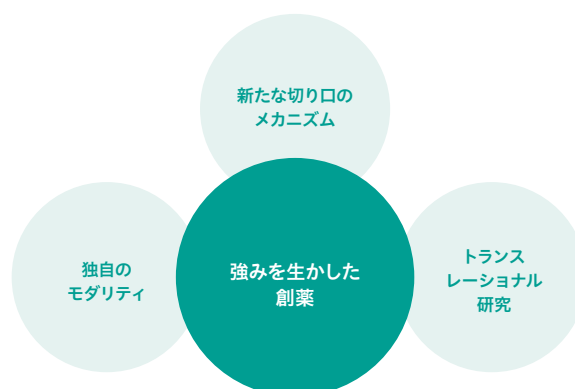 新たな切り口の
メカニズム
独自の
モダリティ
強みを生かした
創薬
トランス
レーショナル
研究